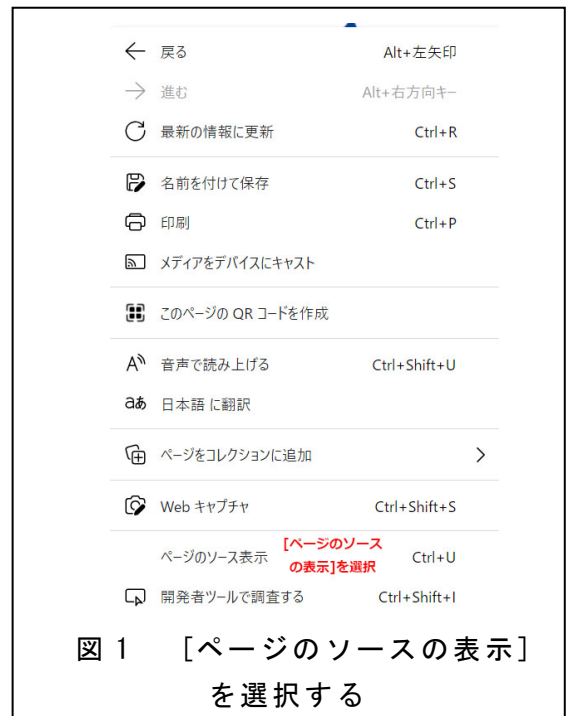 戻る Alt+左矢印
進む Alt+右方向キー
最新の情報に更新 Ctrl+R
名前を付けて保存 Ctrl+S
印刷 Ctrl+P
メディアをデバイスにキャスト
このページの QR コードを作成
音声で読み上げる Ctrl+Shift+U
aあ 日本語 に翻訳
ページをコレクションに追加
Web キャプチャ Ctrl+Shift+S
ページのソース表示 Ctrl+U
[ページのソース
の表示]を選択
開発者ツールで調査する Ctrl+Shift+I
図1 [ページのソースの表示]
を選択する